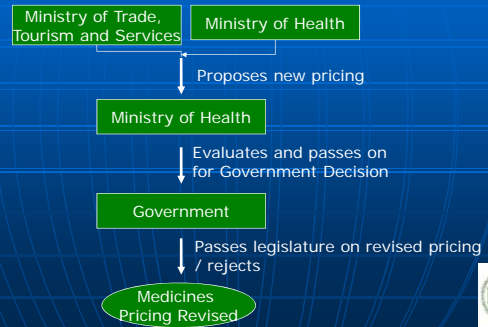 Ministry of Trade,
Tourism and Services
Ministry of Health
Proposes new pricing
Ministry of Health
Evaluates and passes on
for Government Decision
Government
Passes legislature on revised pricing
/ rejects
Medicines
Pricing Revised